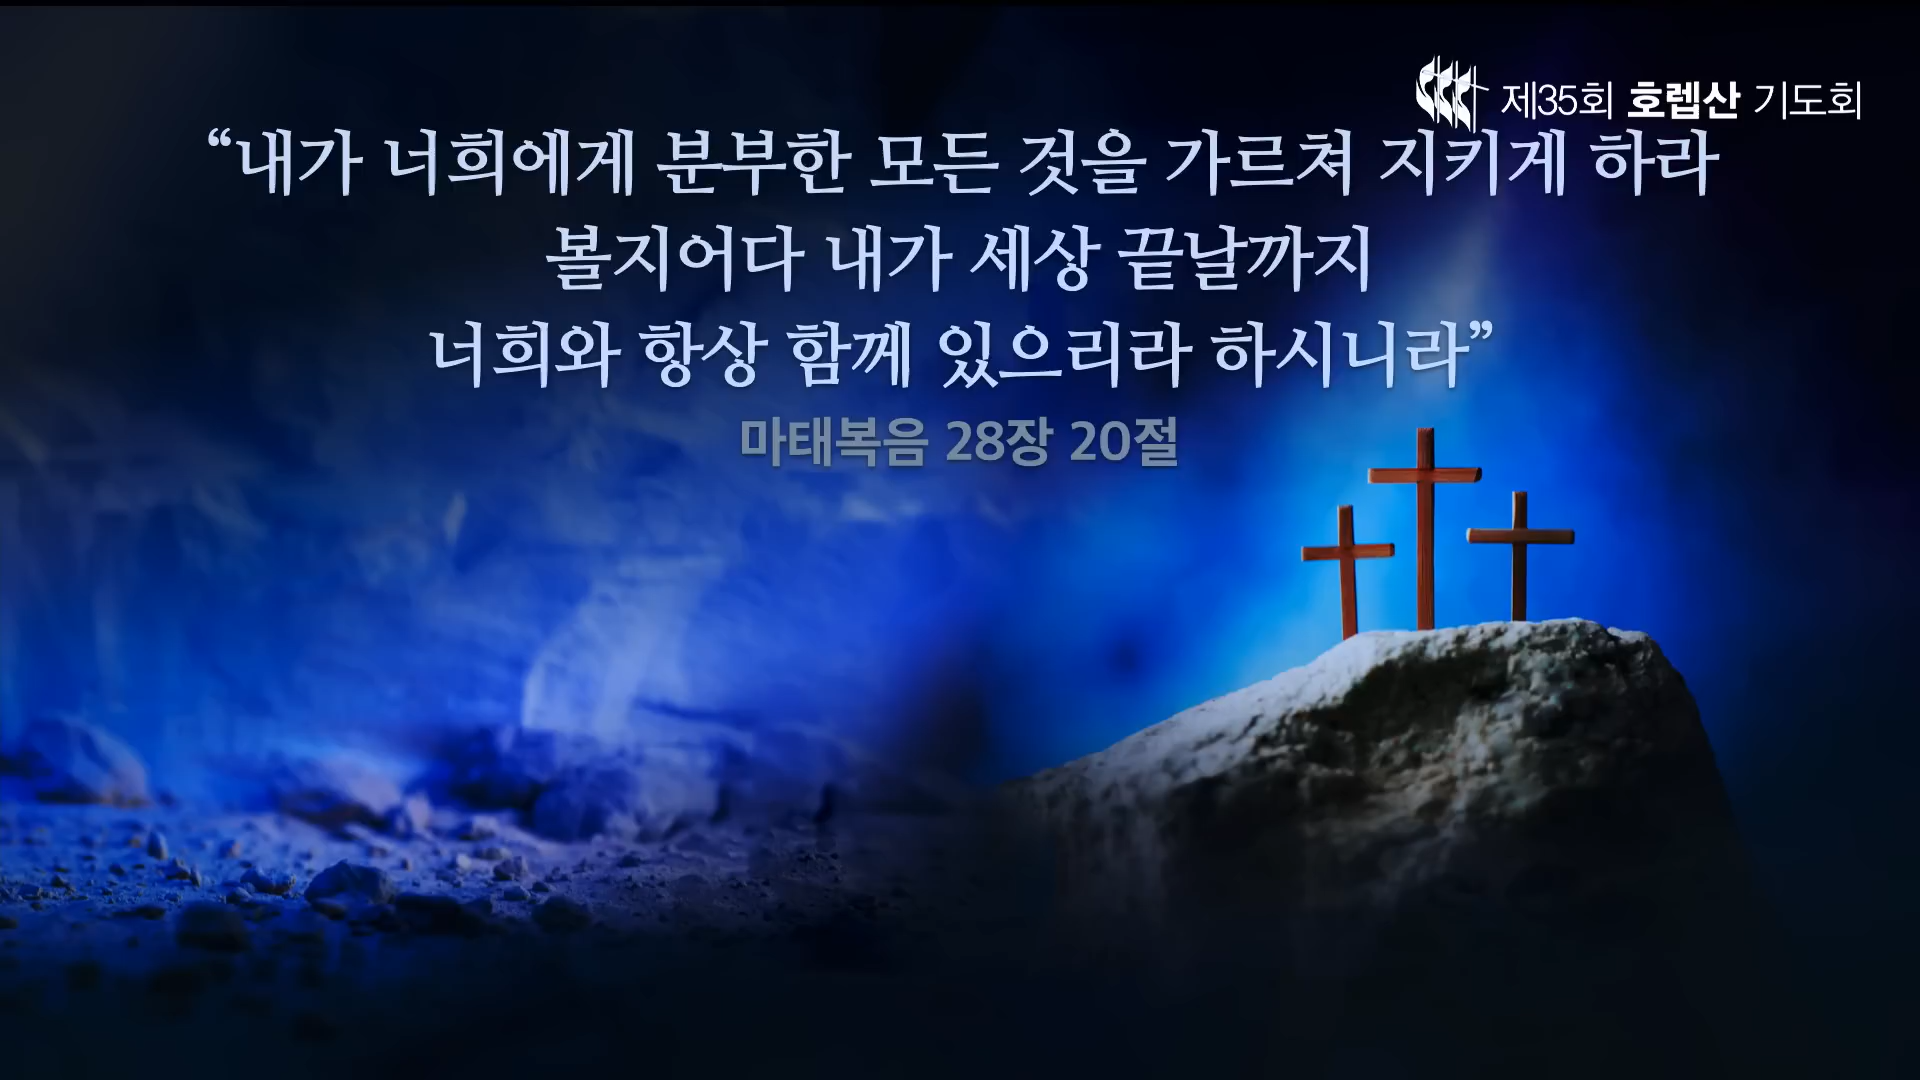 제35회 호렙산 기도회
“내가 너희에게 분부한 모든 것을 가르쳐 지키게 하라
볼지어다 내가 세상 끝날까지
너희와 항상 함께 있으리라 하시니라”
마태복음 28장 20절